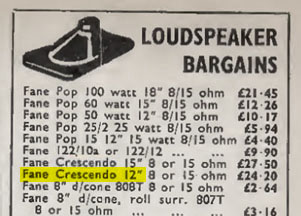 LOUDSPEAKER
BARGAINS
Fane Pop 100 watt 18" 8/15 ohm £21·45
Fane Pop 60 watt 15" 8/15 ohm £12·26
Fane Pop 50 watt 12" 8/15 ohm £10·17
Fane Pop 25/2 25 watt 8/15 ohm £5·94
Fane Pop 15 12" 15 watt 8/15 ohm £4·40
Fane 122/10a or 122/12 ... ... £9·90
Fane Crescendo 15" 8 or 15 ohm £27·50
Fane Crescendo 12" 8 or 15 ohm £24·20
Fane 8" d/cone 808T 8 or 15 ohm £2·64
Fane 8" d/cone, roll surr. 807T
8 or 15 ohm ... ... ... £3·16